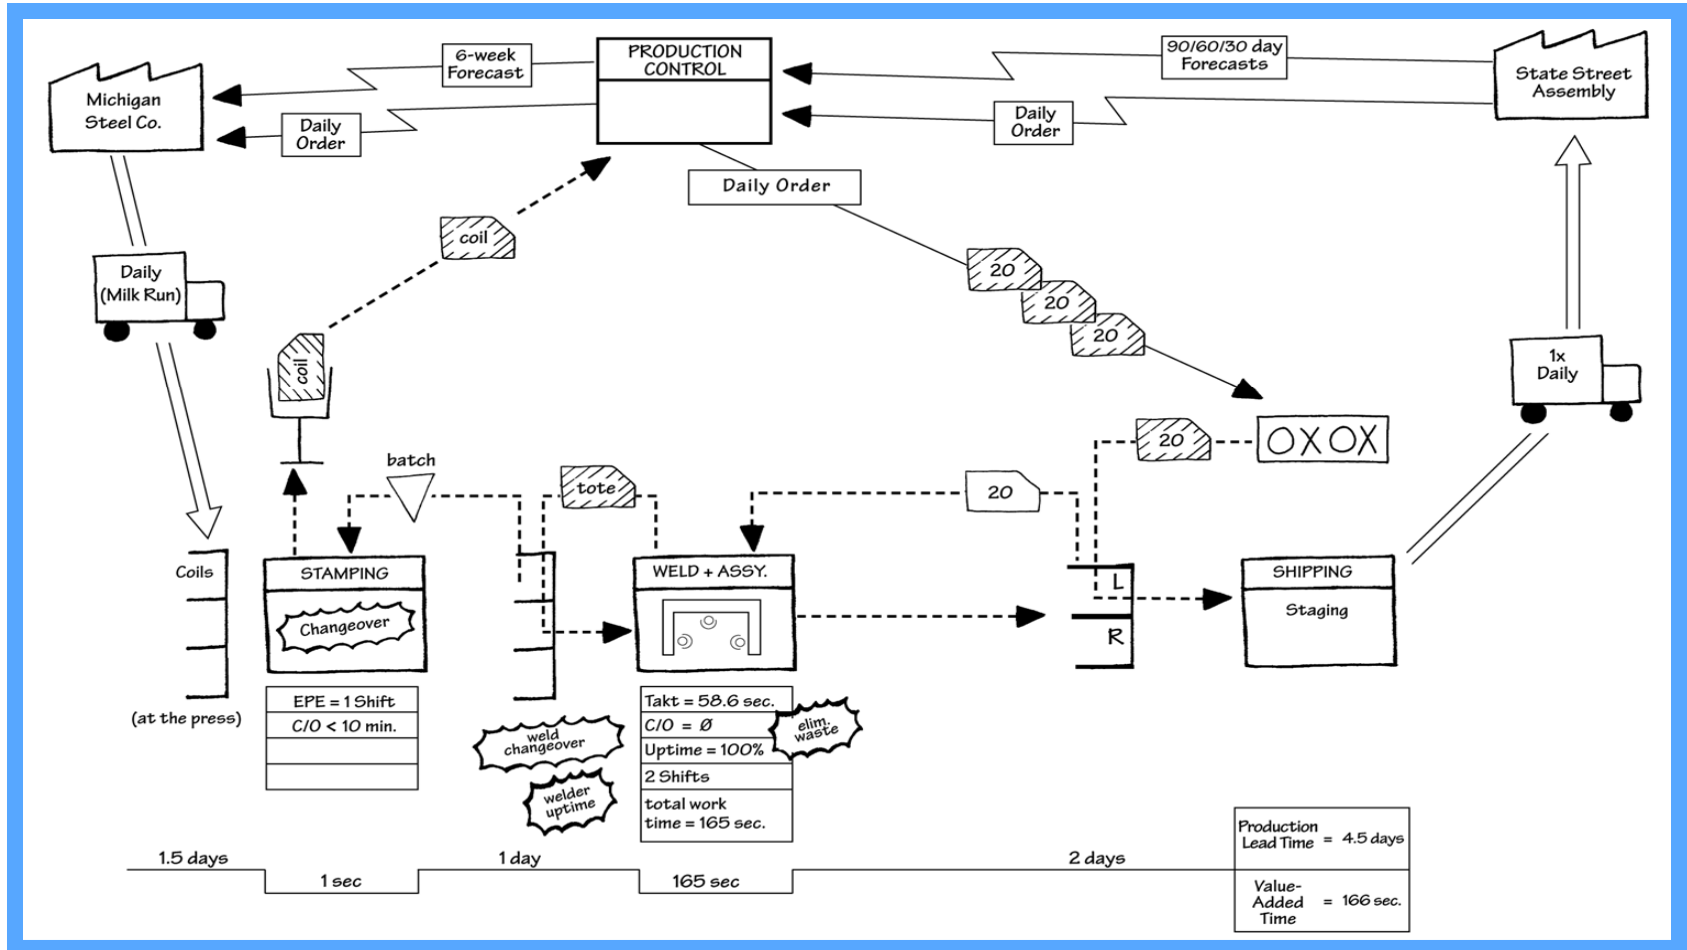 6-week
Forecast
PRODUCTION
CONTROL
90/60/30 day
Forecasts
State Street
Assembly
Michigan
Steel Co.
Daily
Order
Daily
Order
Daily Order
coil
Daily
(Milk Run)
20
20
20
coil
1x
Daily
20
OXOX
batch
tote
20
Coils
STAMPING
WELD + ASSY.
L
SHIPPING
Changeover
Staging
R
(at the press)
EPE = 1 Shift
C/O < 10 min.
Takt = 58.6 sec.
C/O = Ø
Uptime = 100%
2 Shifts
total work
time = 165 sec.
elim.
waste
weld
changeover
welder
uptime
1.5 days
1 sec
1 day
165 sec
2 days
Production
Lead Time = 4.5 days
Value-
Added = 166 sec.
Time